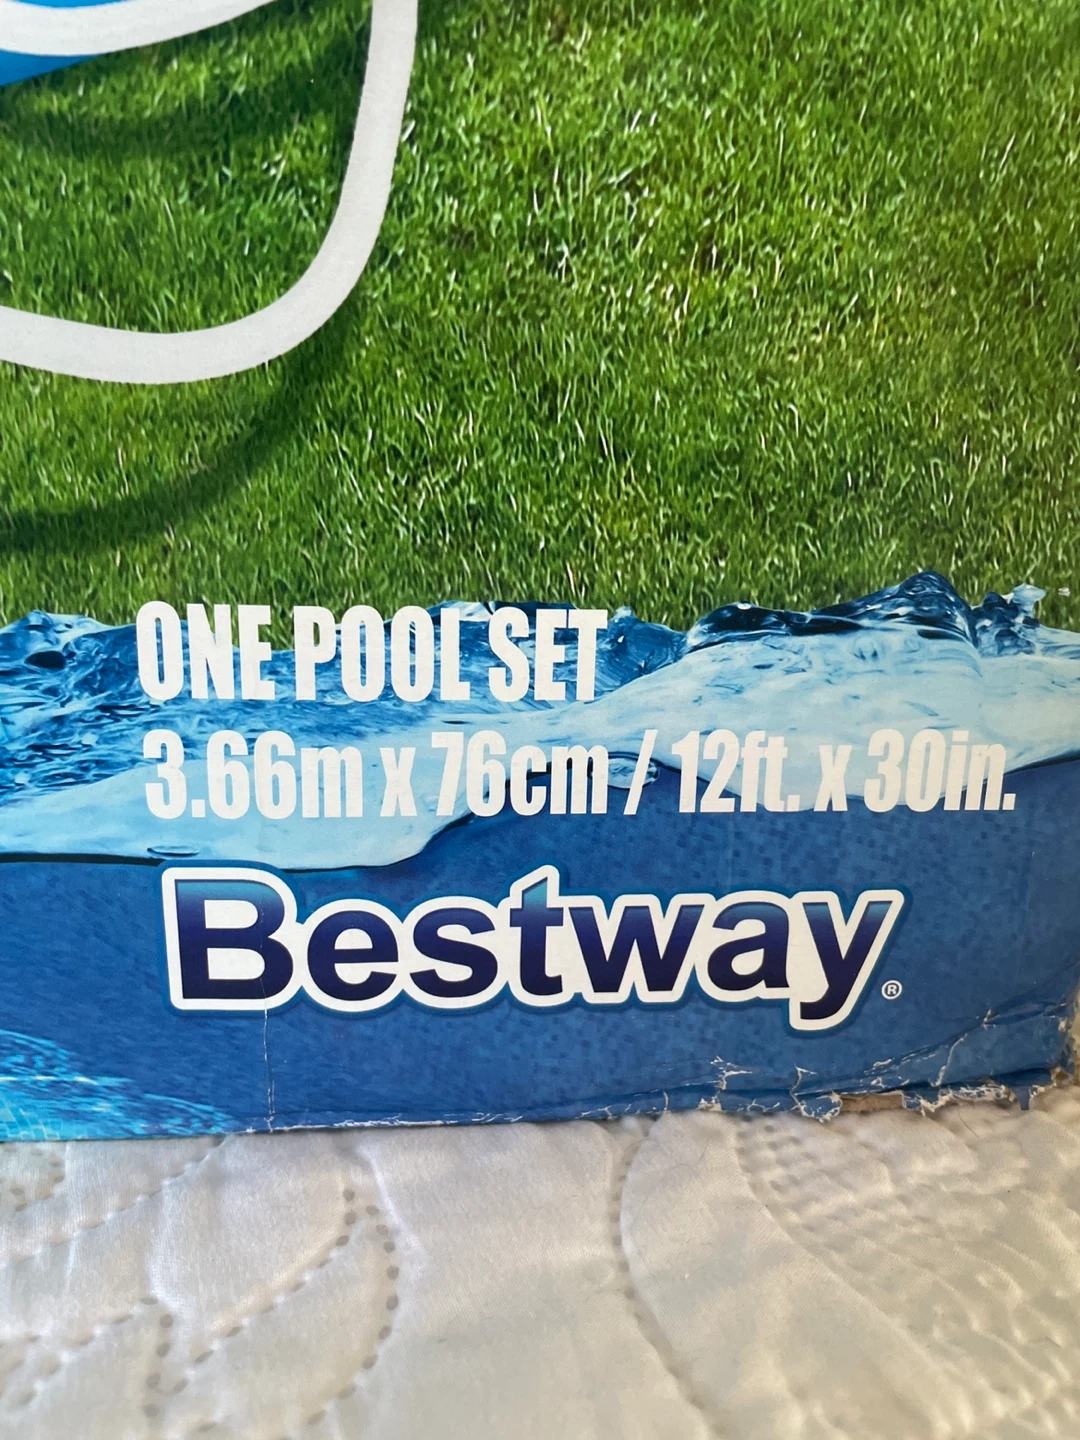 ONE POOL SET
3.66m x 76cm / 12ft. x 30in.
Bestway®